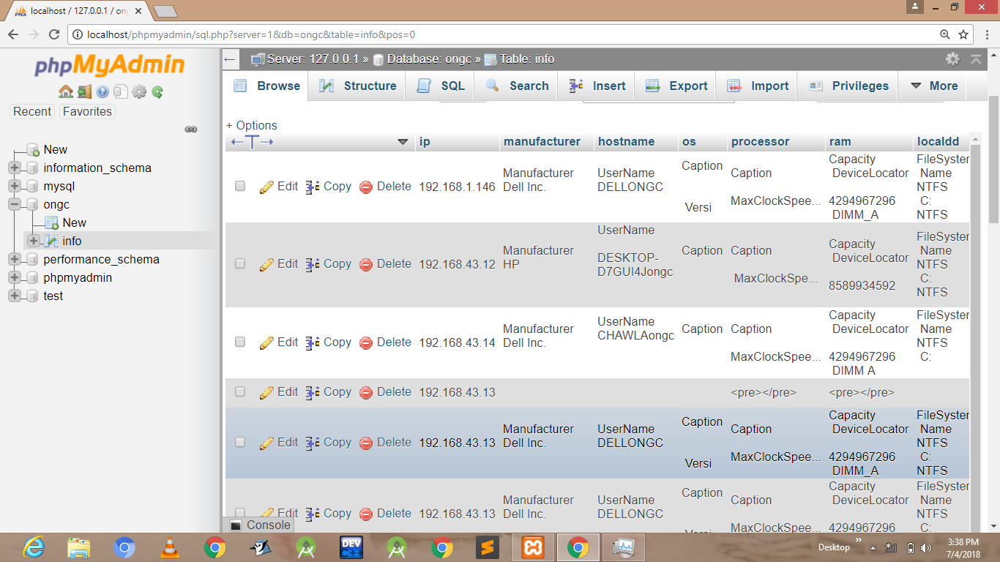 localhost / 127.0.0.1 / ong
localhost/phpmyadmin/sql.php?server=1&db=ongc&table=info&pos=0
phpMyAdmin
Recent Favorites
New
information_schema
mysql
ongc
New
info
performance_schema
phpmyadmin
test
Server: 127.0.0.1 » Database: ongc » Table: info
Browse Structure SQL Search Insert Export Import Privileges More
+ Options
←T→ ip manufacturer hostname os processor ram localdd
Edit Copy Delete 192.168.1.146
Manufacturer
Dell Inc.
UserName
DELLONGC
Caption
Versi
Caption
MaxClockSpee...
Capacity
DeviceLocator
4294967296
DIMM_A
FileSystem
Name
NTFS
C:
NTFS
Edit Copy Delete 192.168.43.12
Manufacturer
HP
UserName
DESKTOP-
D7GUI4Jongc
Caption
Caption
MaxClockSpe...
Capacity
DeviceLocator
8589934592
FileSystem
Name
NTFS
C:
NTFS
Edit Copy Delete 192.168.43.14
Manufacturer
Dell Inc.
UserName
CHAWLAongc
Caption
Caption
MaxClockSpee...
Capacity
DeviceLocator
4294967296
DIMM A
FileSystem
Name
NTFS
C:
Edit Copy Delete 192.168.43.13 <pre></pre> <pre></pre>
Edit Copy Delete 192.168.43.13
Manufacturer
Dell Inc.
UserName
DELLONGC
Caption
Versi
Caption
MaxClockSpee...
Capacity
DeviceLocator
4294967296
DIMM_A
FileSystem
Name
NTFS
C:
NTFS
Edit Copy Delete 192.168.43.13
Manufacturer
Dell Inc.
UserName
DELLONGC
Caption
Versi
Caption
MaxClockSpee...
Capacity
DeviceLocator
4294967296
FileSystem
Name
NTFS
C:
Console
DEV
Desktop
3:38 PM
7/4/2018